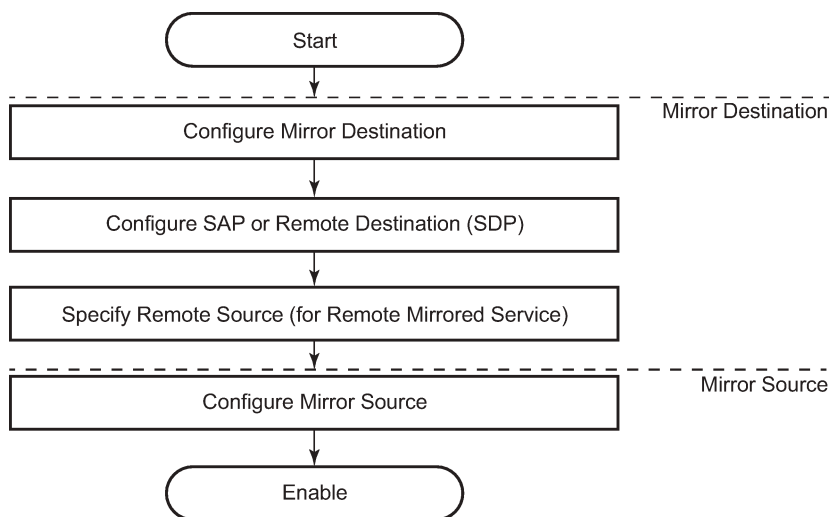 Start
Mirror Destination
Configure Mirror Destination
Configure SAP or Remote Destination (SDP)
Specify Remote Source (for Remote Mirrored Service)
Mirror Source
Configure Mirror Source
Enable